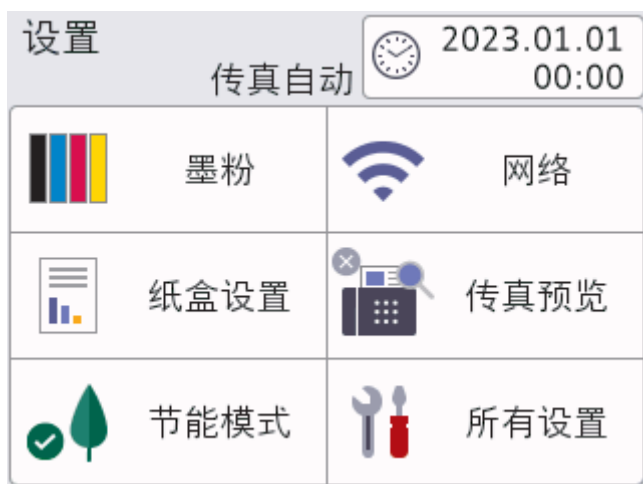 设置
传真自动
2023.01.01
00:00
墨粉
网络
纸盒设置
传真预览
节能模式
所有设置